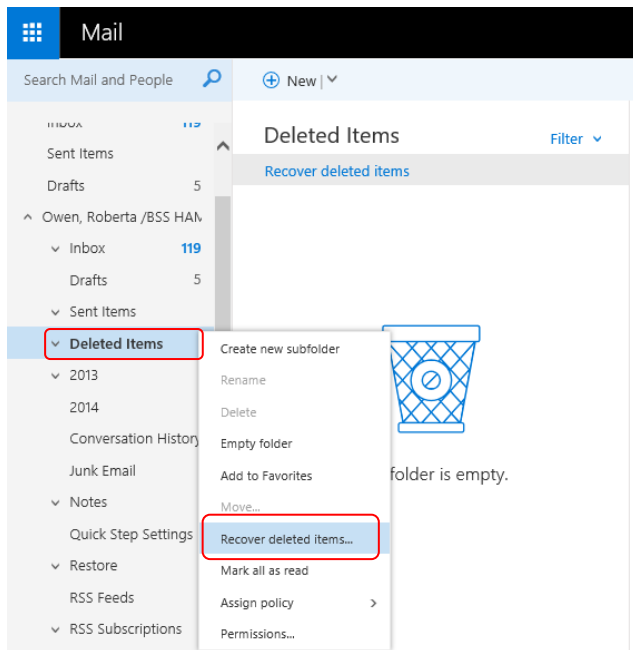 Mail
Search Mail and People
New
Inbox 119
Sent Items
Drafts 5
Owen, Roberta /BSS HAM
Inbox 119
Drafts 5
Sent Items
Deleted Items
2013
2014
Conversation History
Junk Email
Notes
Quick Step Settings
Restore
RSS Feeds
RSS Subscriptions
Deleted Items Filter
Recover deleted items
folder is empty.
Create new subfolder
Rename
Delete
Empty folder
Add to Favorites
Move...
Recover deleted items...
Mark all as read
Assign policy
Permissions...